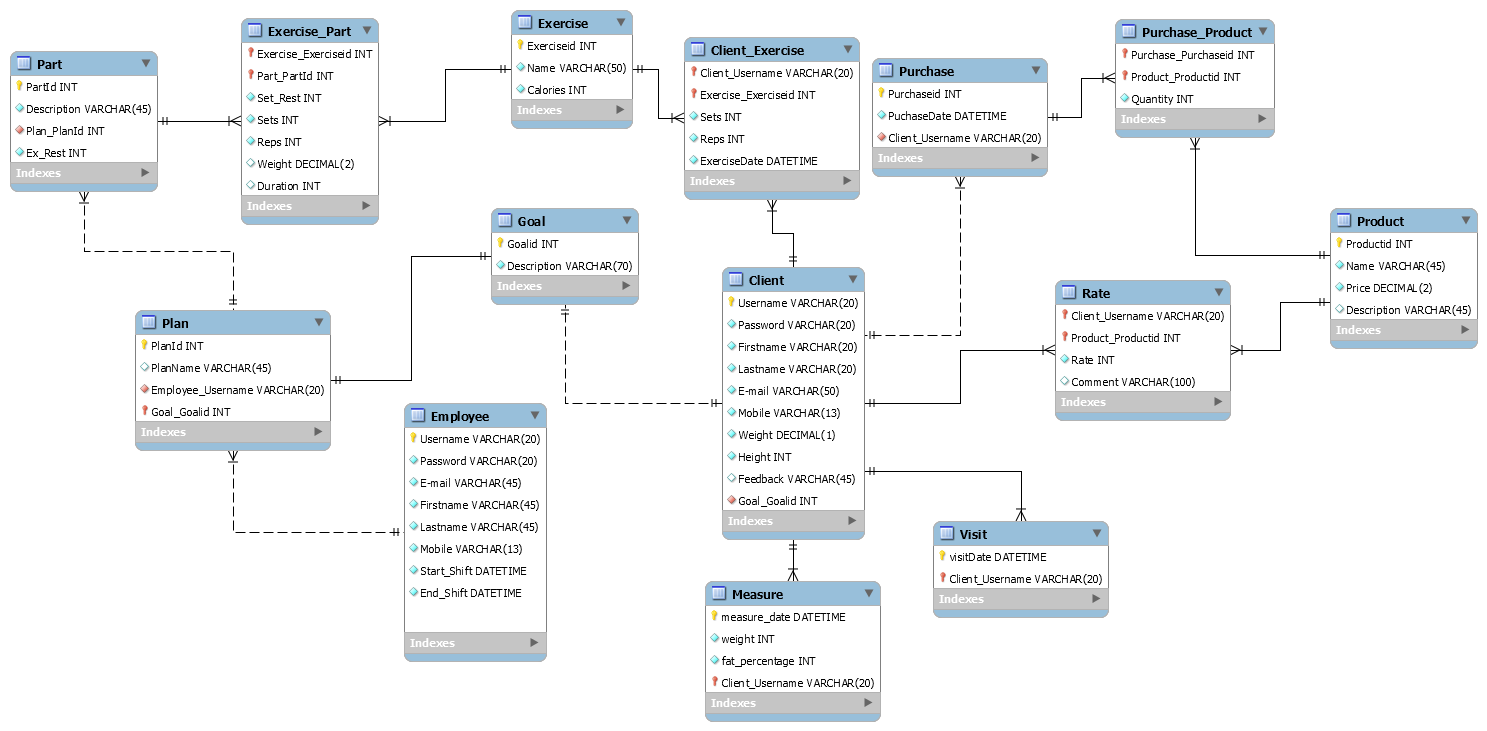 Part
PartId INT
Description VARCHAR(45)
Plan_PlanId INT
Ex_Rest INT
Indexes
Exercise_Part
Exercise_Exerciseid INT
Part_PartId INT
Set_Rest INT
Sets INT
Reps INT
Weight DECIMAL(2)
Duration INT
Indexes
Exercise
Exerciseid INT
Name VARCHAR(50)
Calories INT
Indexes
Client_Exercise
Client_Username VARCHAR(20)
Exercise_Exerciseid INT
Sets INT
Reps INT
ExerciseDate DATETIME
Indexes
Purchase
Purchaseid INT
PuchaseDate DATETIME
Client_Username VARCHAR(20)
Indexes
Purchase_Product
Purchase_Purchaseid INT
Product_Productid INT
Quantity INT
Indexes
Goal
Goalid INT
Description VARCHAR(70)
Indexes
Product
Productid INT
Name VARCHAR(45)
Price DECIMAL(2)
Description VARCHAR(45)
Indexes
Client
Username VARCHAR(20)
Password VARCHAR(20)
Firstname VARCHAR(20)
Lastname VARCHAR(20)
E-mail VARCHAR(50)
Mobile VARCHAR(13)
Weight DECIMAL(1)
Height INT
Feedback VARCHAR(45)
Goal_Goalid INT
Indexes
Rate
Client_Username VARCHAR(20)
Product_Productid INT
Rate INT
Comment VARCHAR(100)
Indexes
Plan
PlanId INT
PlanName VARCHAR(45)
Employee_Username VARCHAR(20)
Goal_Goalid INT
Indexes
Employee
Username VARCHAR(20)
Password VARCHAR(20)
E-mail VARCHAR(45)
Firstname VARCHAR(45)
Lastname VARCHAR(45)
Mobile VARCHAR(13)
Start_Shift DATETIME
End_Shift DATETIME
Indexes
Visit
visitDate DATETIME
Client_Username VARCHAR(20)
Indexes
Measure
measure_date DATETIME
weight INT
fat_percentage INT
Client_Username VARCHAR(20)
Indexes